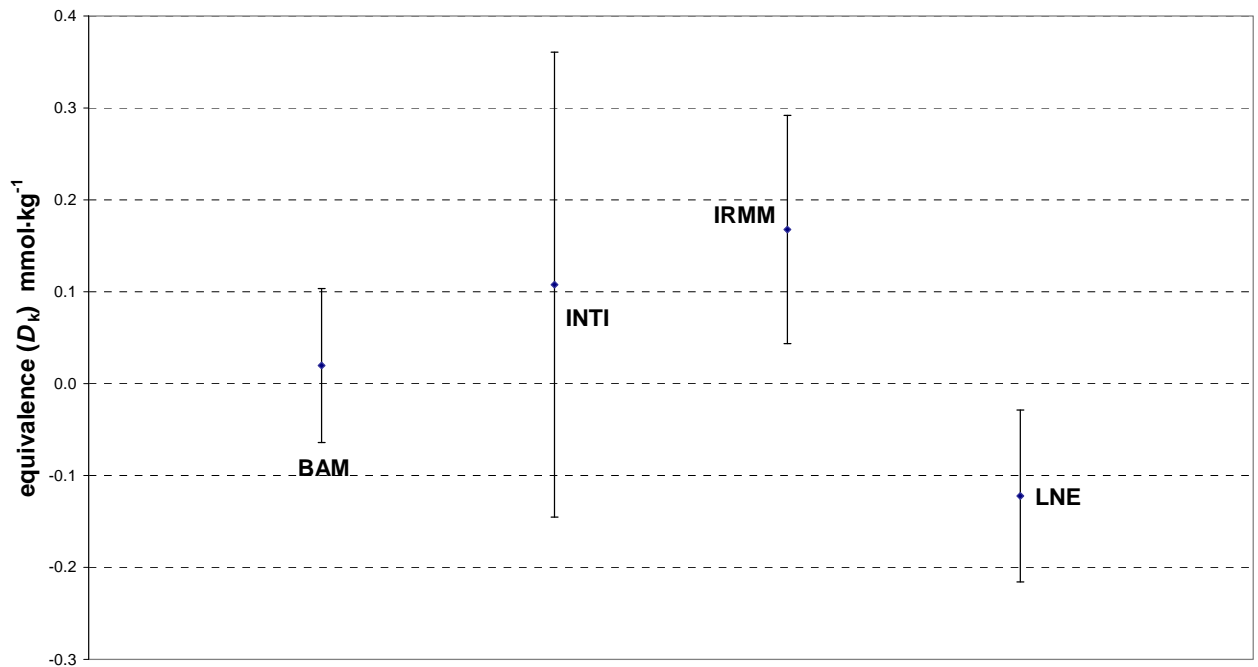 equivalence (Dk) mmol·kg-1
0.4
0.3
0.2
0.1
0.0
-0.1
-0.2
-0.3
BAM
INTI
IRMM
LNE